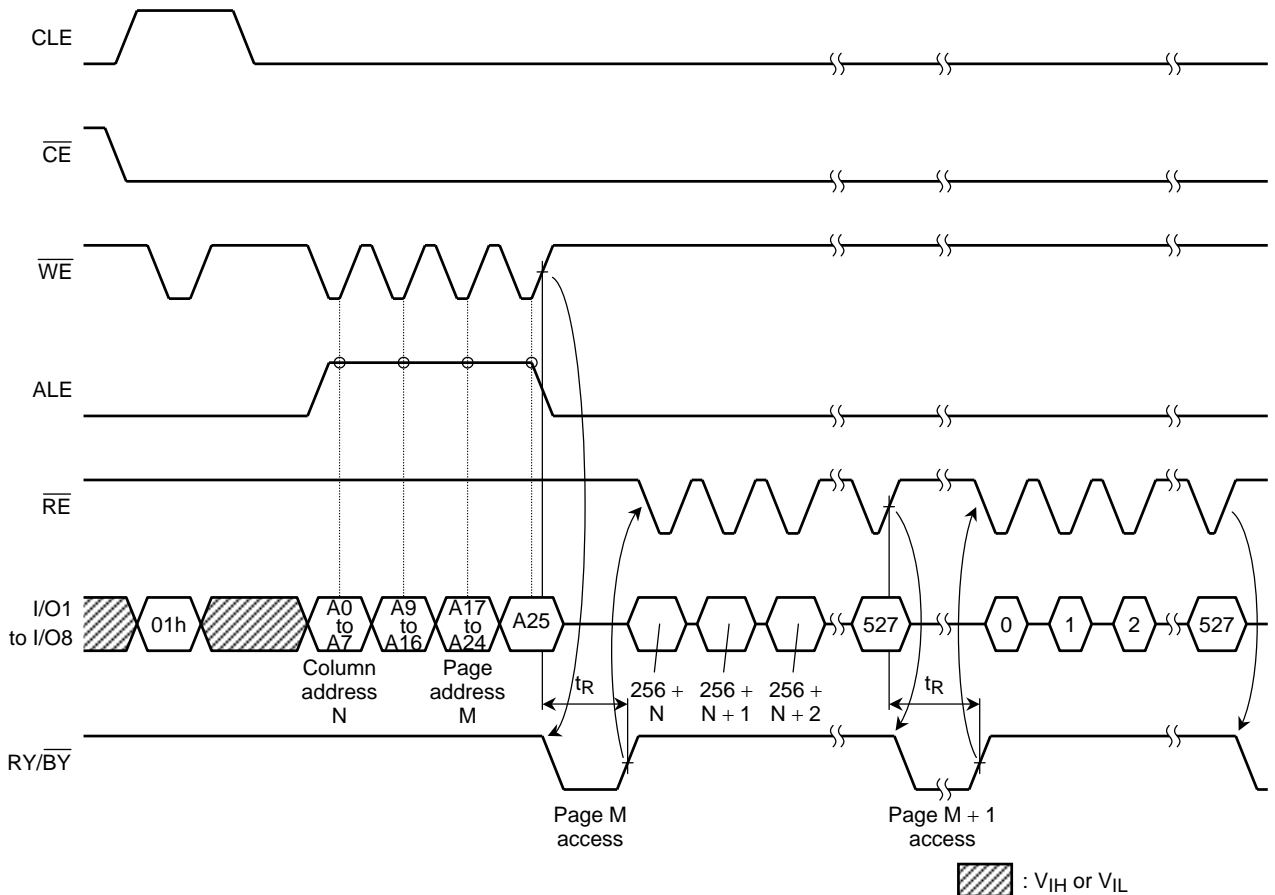 CLE
CE
WE
ALE
RE
I/O1
to I/O8
01h
A0
to
A7
A9
to
A16
A17
to
A24
A25
527
0
1
2
527
Column
address
N
Page
address
M
tR
256 +
N
256 +
N + 1
256 +
N + 2
tR
RY/BY
Page M
access
Page M + 1
access
: VIH or VIL